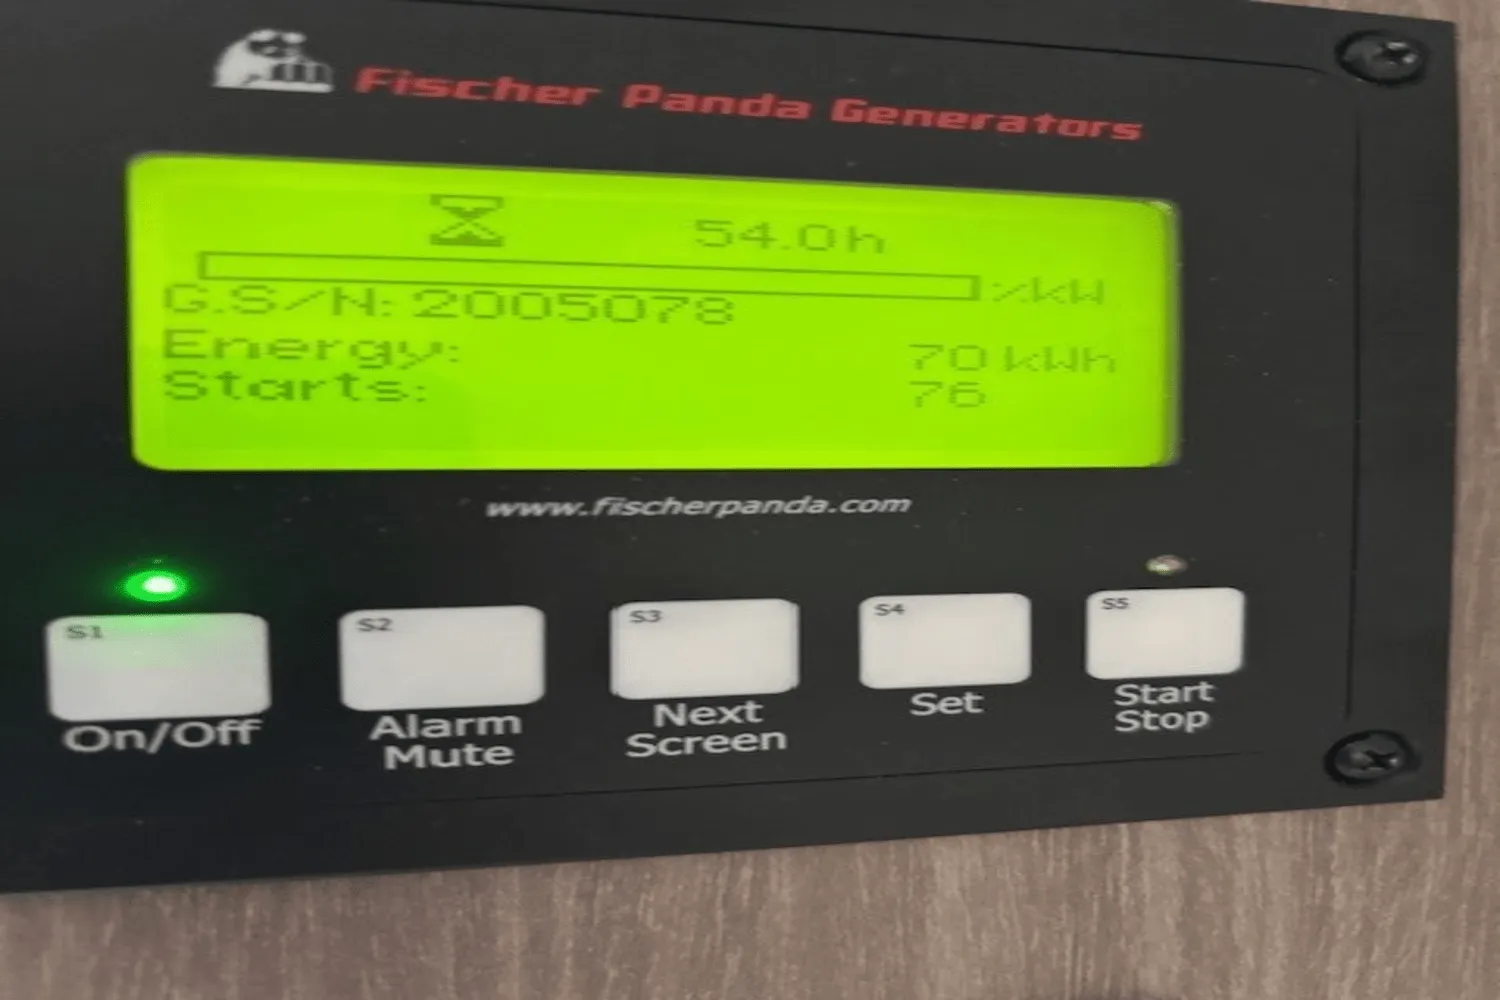 Fischer Panda Generators
54.0h
%kW
G.S/N: 2005078
Energy: 70 kWh
Starts: 76
www.fischerpanda.com
S1 S2 S3 S4 S5
On/Off
Alarm
Mute
Next
Screen
Set
Start
Stop